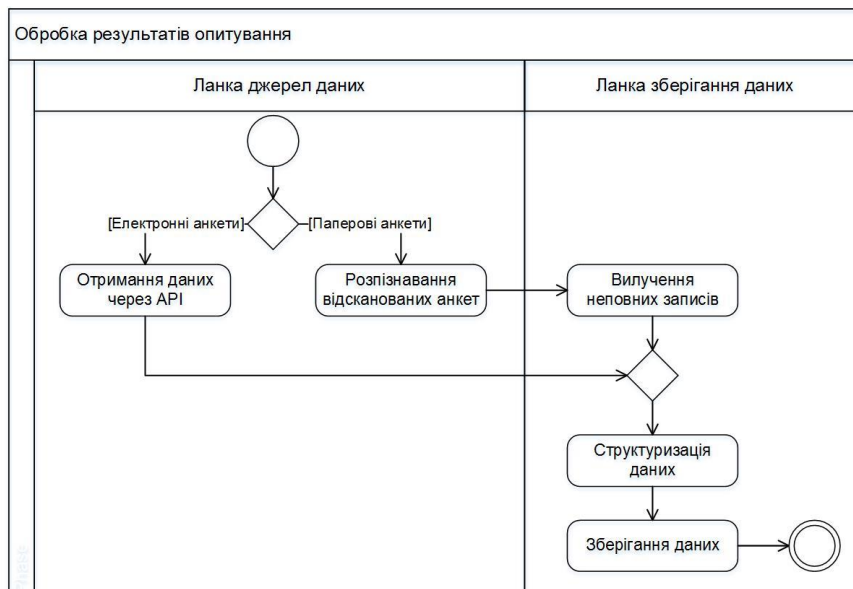 Обробка результатів опитування
Ланка джерел даних
Ланка зберігання даних
[Електронні анкети]
[Паперові анкети]
Отримання даних
через API
Розпізнавання
відсканованих анкет
Вилучення
неповних записів
Структуризація
даних
Зберігання даних
Phase